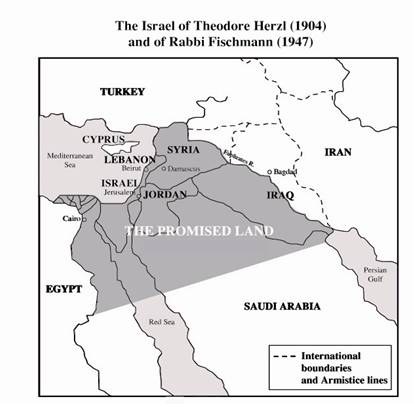 The Israel of Theodore Herzl (1904)
and of Rabbi Fischmann (1947)
TURKEY
CYPRUS
SYRIA
Mediterranean
Sea
LEBANON
Beirut
Damascus
Euphrates R.
IRAN
Bagdad
ISRAEL
Jerusalem
JORDAN
IRAQ
Cairo
THE PROMISED LAND
EGYPT
Persian
Gulf
SAUDI ARABIA
Red Sea
International
boundaries
and Armistice lines